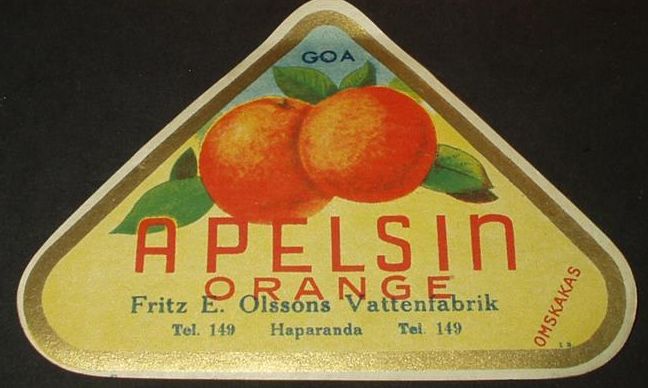 GOA
APELSIN
ORANGE
Fritz E. Olssons Vattenfabrik
Tel. 149 Haparanda Tel. 149
OMSKAKAS